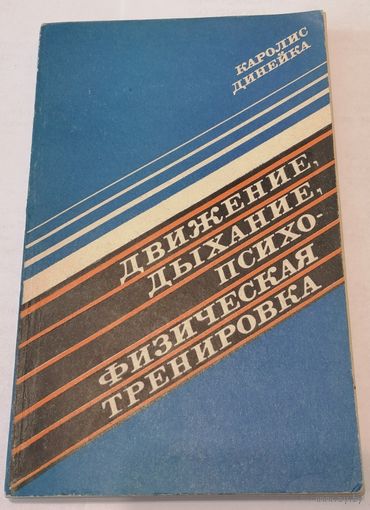 КАРОЛИС
ДИНЕЙКА
ДВИЖЕНИЕ,
ДЫХАНИЕ,
ПСИХО-
ФИЗИЧЕСКАЯ
ТРЕНИРОВКА